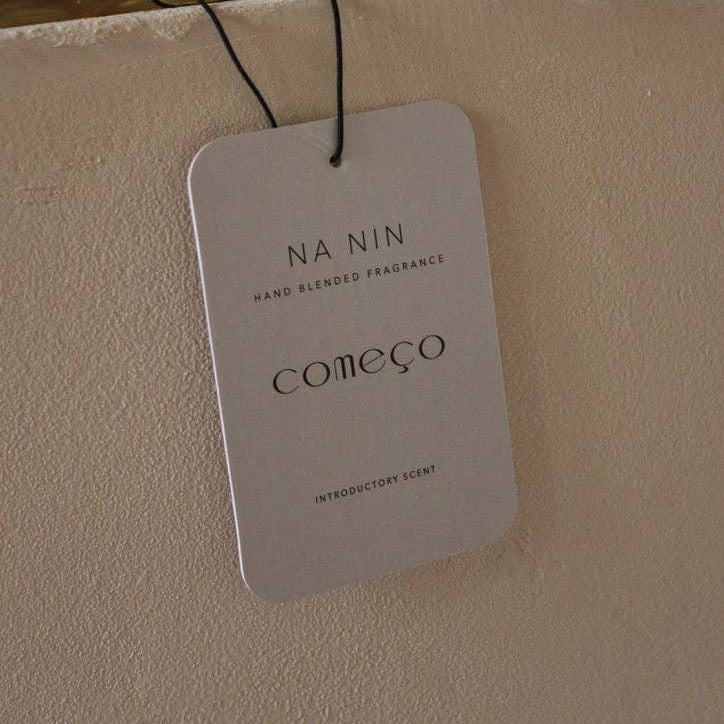 NA NIN
HAND BLENDED FRAGRANCE
começo
INTRODUCTORY SCENT